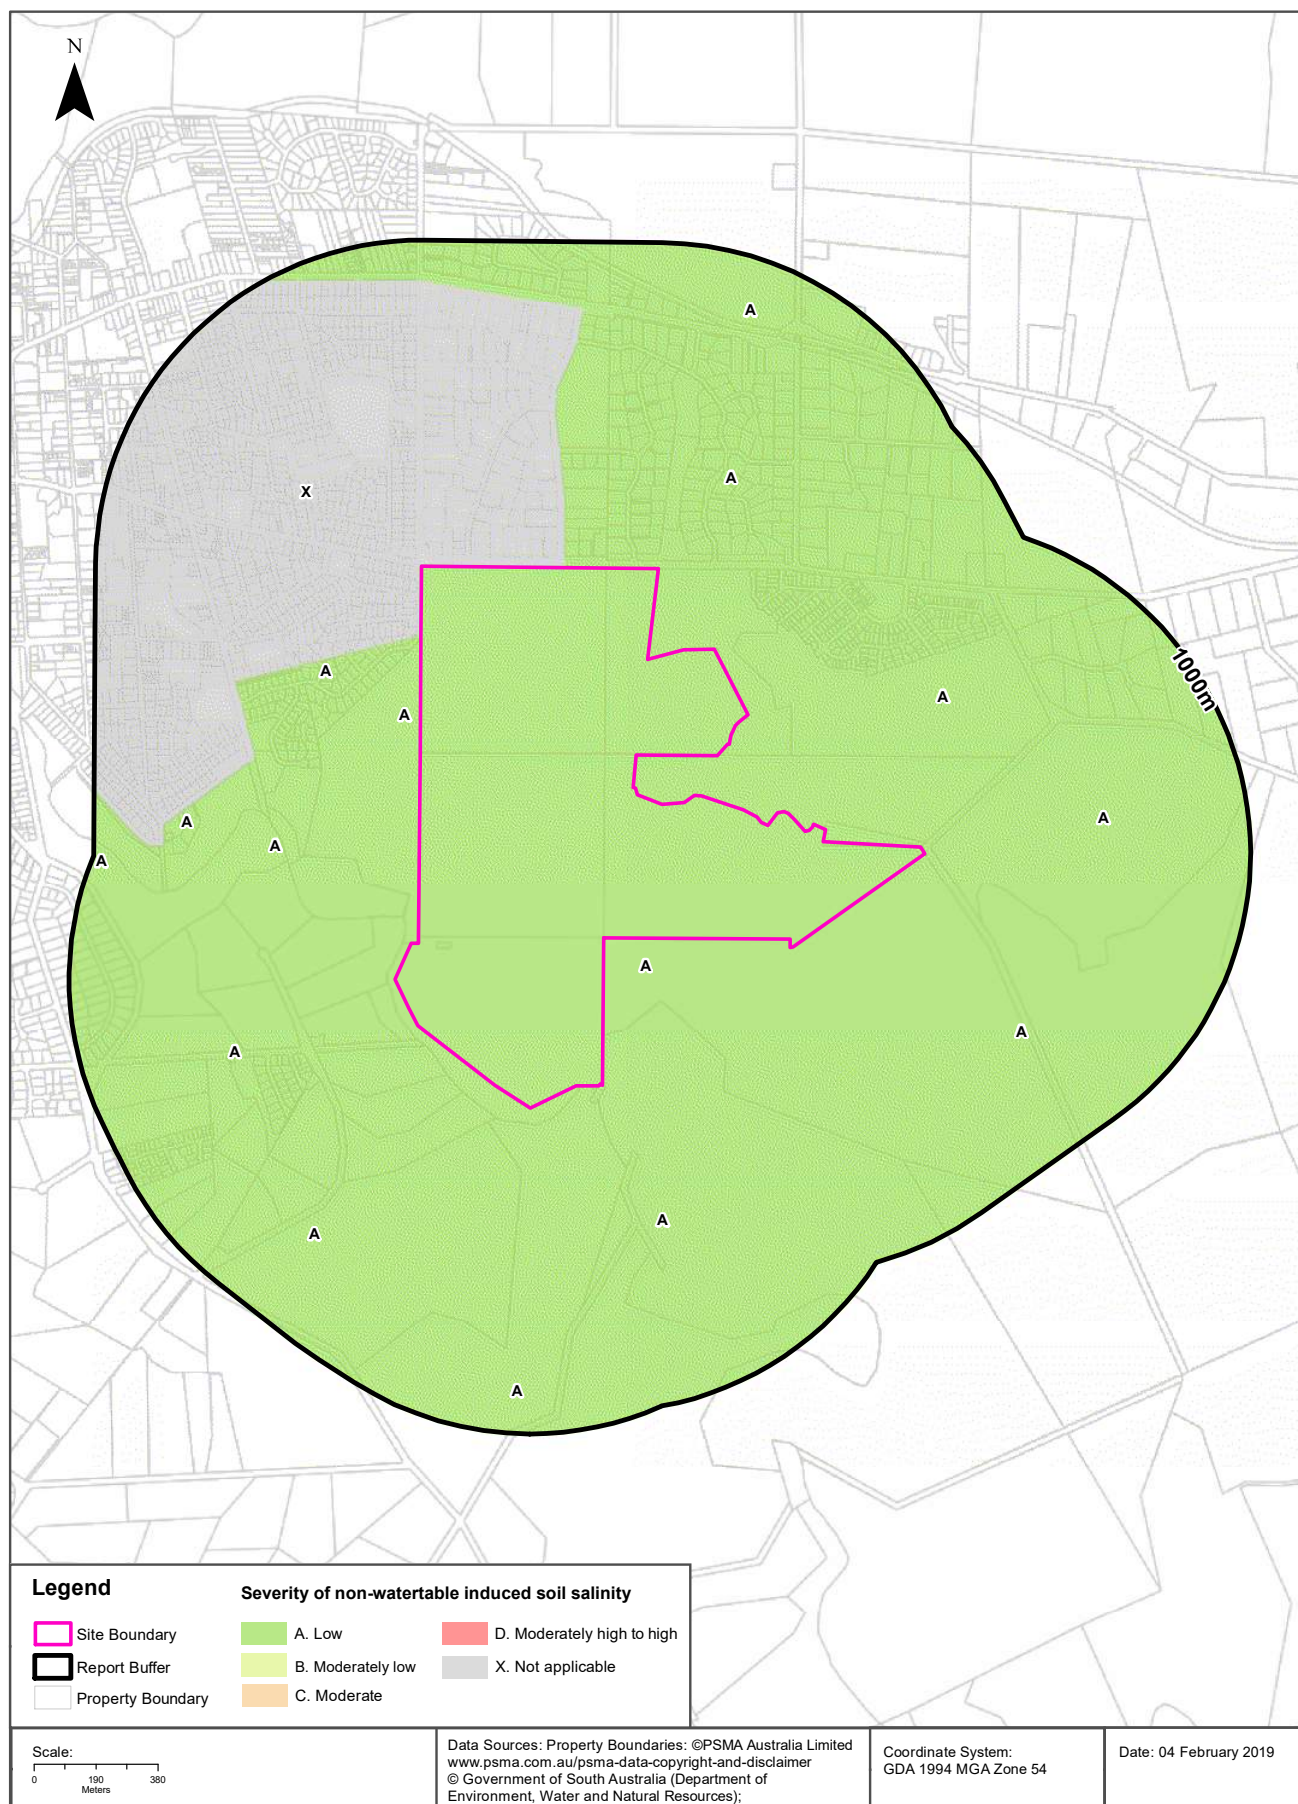 N
A
A
X
1000m
A
A
A
A
A
A
A
A
A
A
A
A
A
Legend
Severity of non-watertable induced soil salinity
Site Boundary
A. Low
D. Moderately high to high
Report Buffer
B. Moderately low
X. Not applicable
Property Boundary
C. Moderate
Scale:
0 190 380
Meters
Data Sources: Property Boundaries: ©PSMA Australia Limited
www.psma.com.au/psma-data-copyright-and-disclaimer
© Government of South Australia (Department of
Environment, Water and Natural Resources);
Coordinate System:
GDA 1994 MGA Zone 54
Date: 04 February 2019